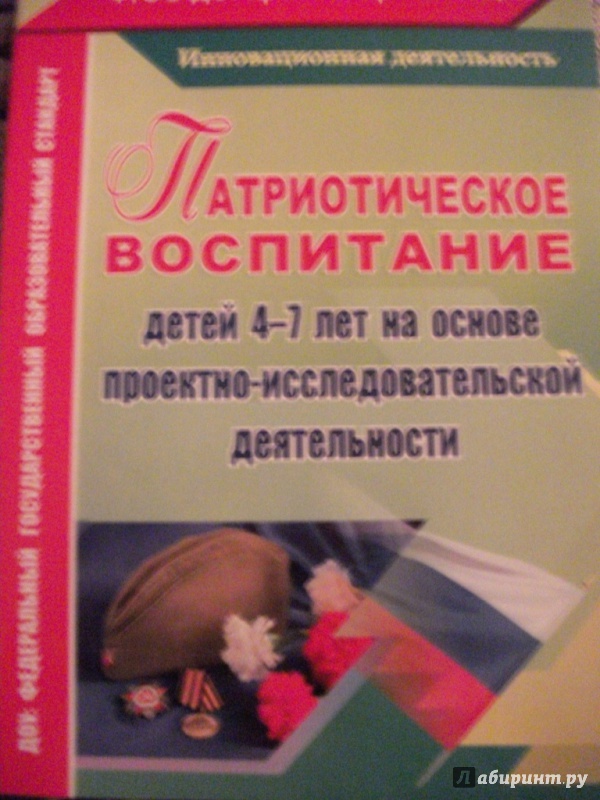 Инновационная деятельность
ПАТРИОТИЧЕСКОЕ
ВОСПИТАНИЕ
детей 4–7 лет на основе
проектно-исследовательской
деятельности
ДОУ: ФЕДЕРАЛЬНЫЙ ГОСУДАРСТВЕННЫЙ ОБРАЗОВАТЕЛЬНЫЙ СТАНДАРТ
Лабиринт.ру